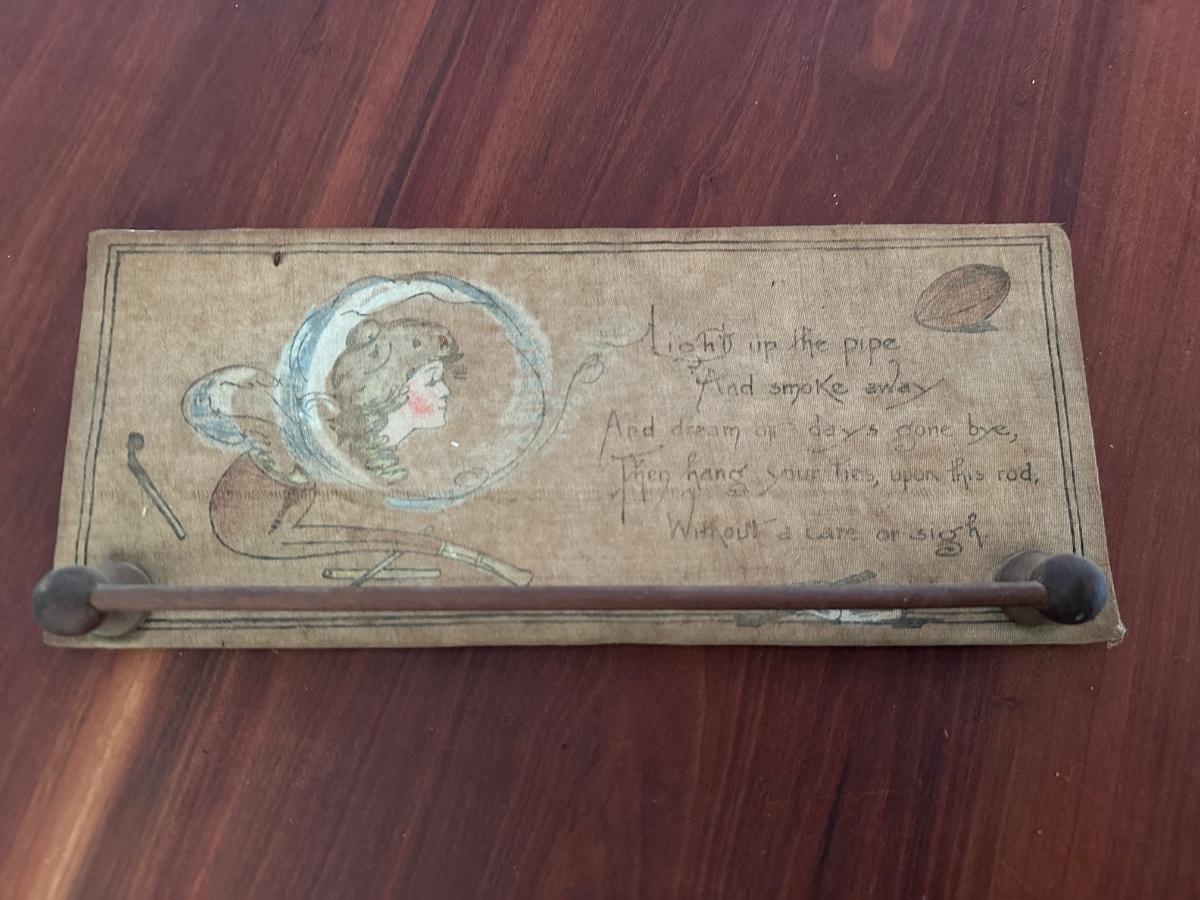 Light up the pipe
And smoke away
And dream of days gone bye,
Then hang your ties, upon this rod,
Without a care or sigh.